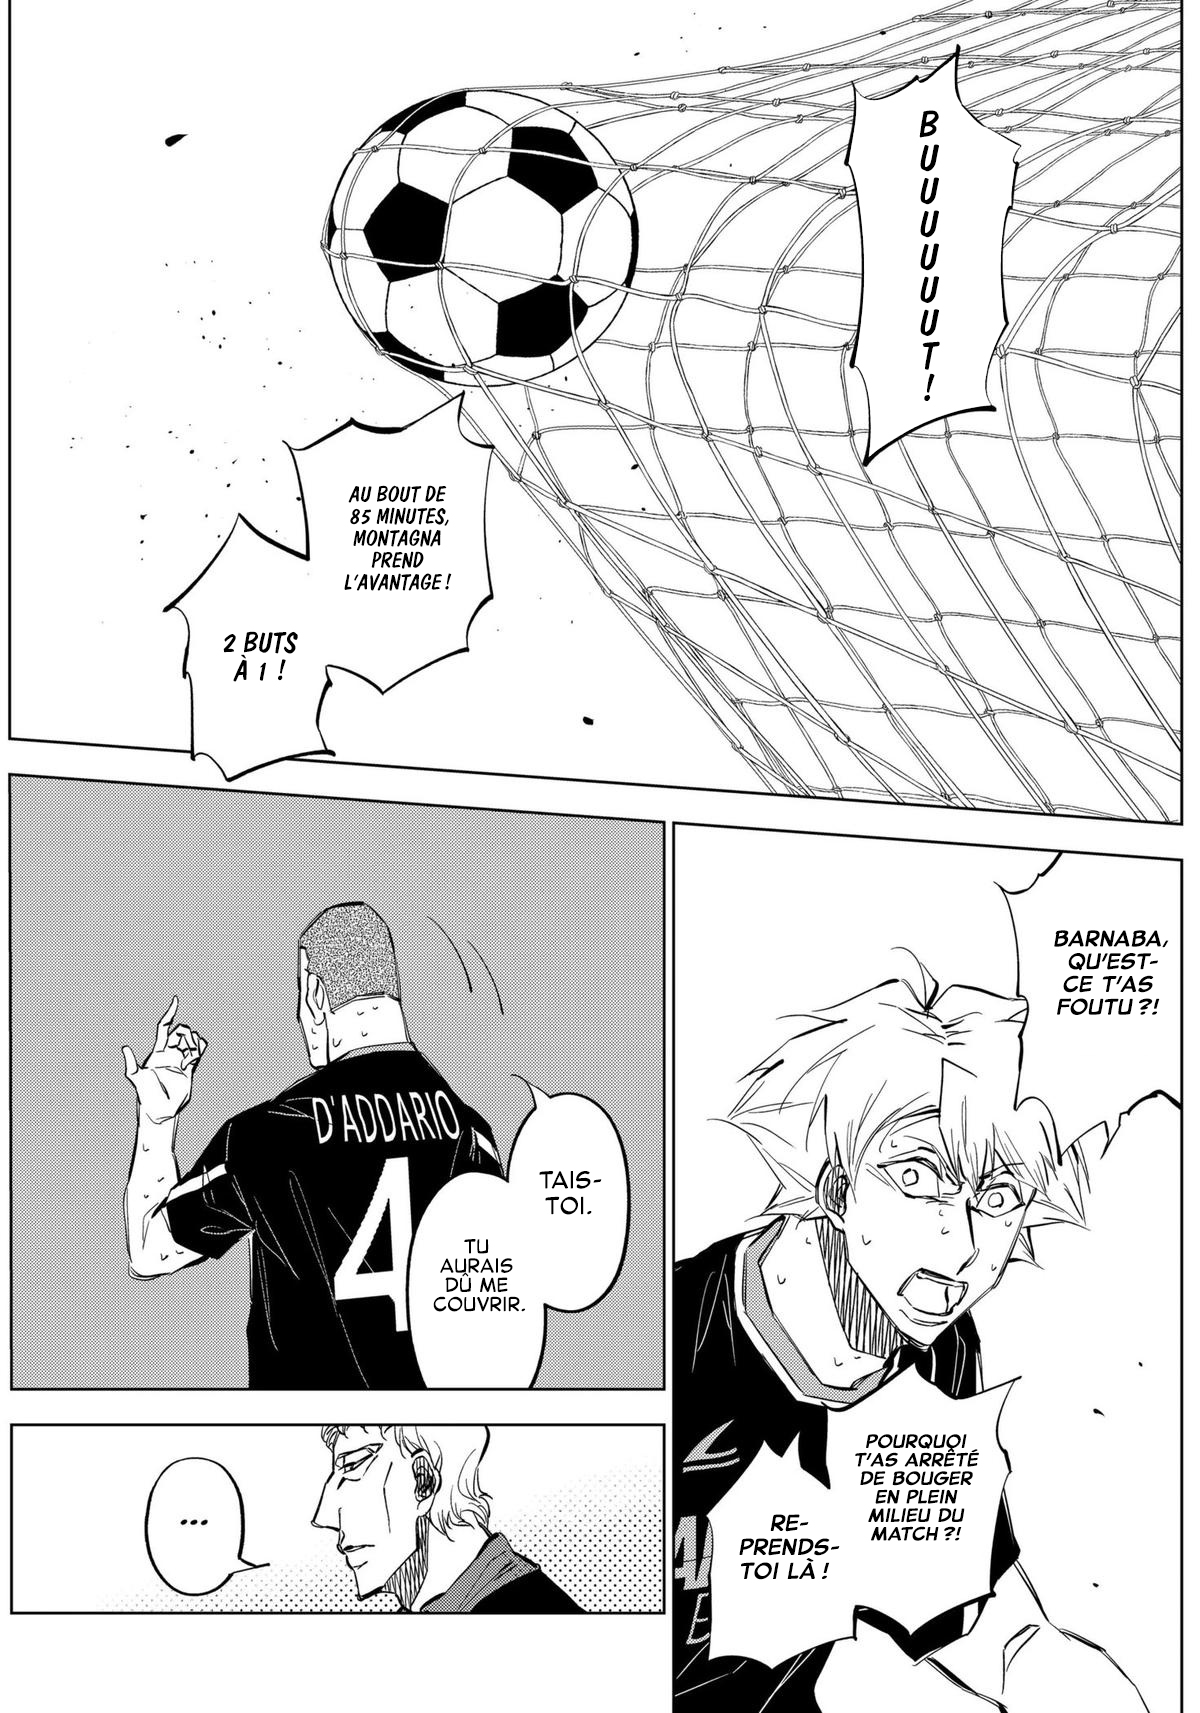 BUUUUUUT !
AU BOUT DE
85 MINUTES,
MONTAGNA
PREND
L'AVANTAGE !
2 BUTS
À 1 !
BARNABA,
QU'EST-
CE T'AS
FOUTU ?!
POURQUOI
T'AS ARRÊTÉ
DE BOUGER
EN PLEIN
MILIEU DU
MATCH ?!
RE-
PRENDS-
TOI LÀ !
D'ADDARIO
4
TAIS-
TOI.
TU
AURAIS
DÛ ME
COUVRIR.
...